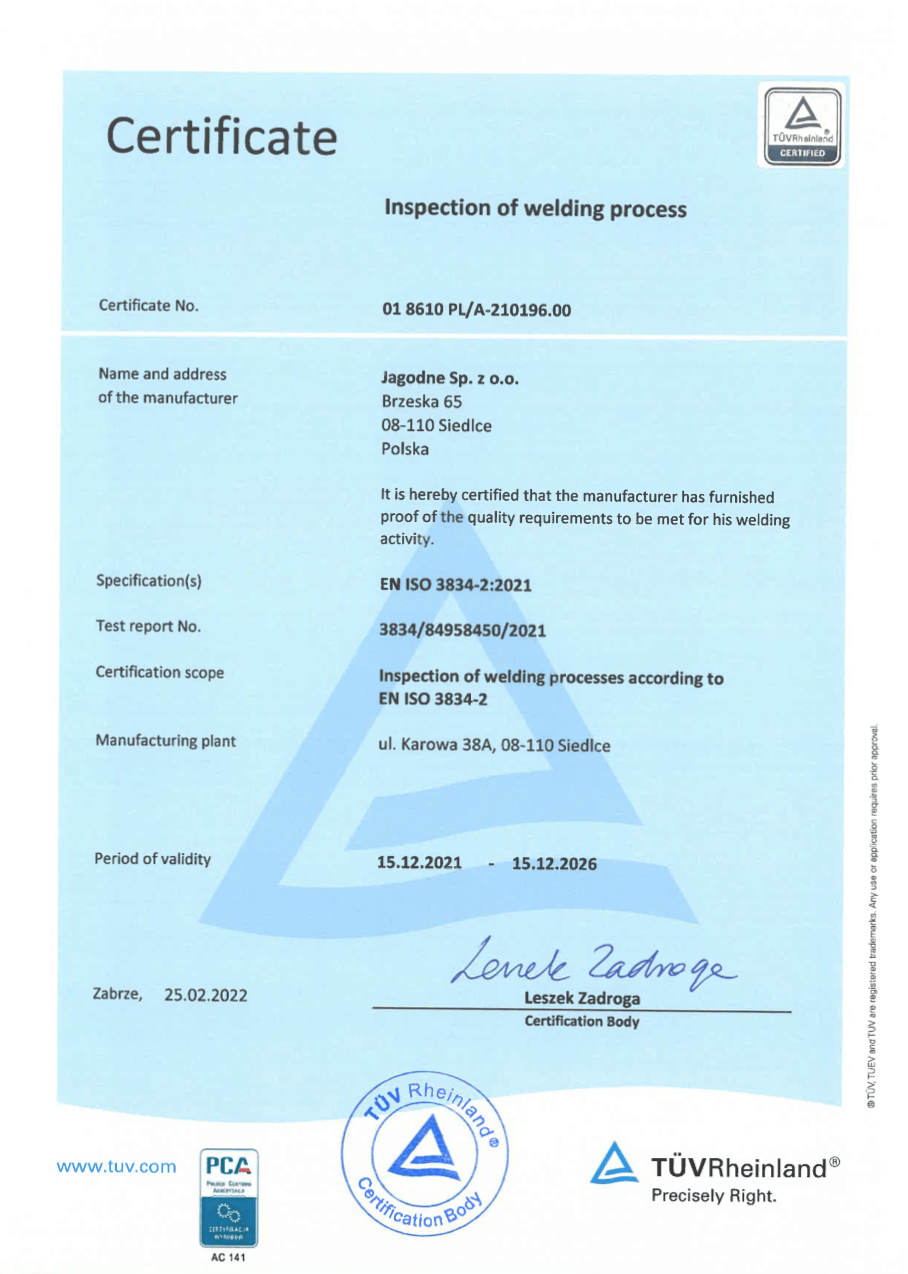 Certificate
TÜVRheinland®
CERTIFIED
Inspection of welding process
Certificate No. 01 8610 PL/A-210196.00
Name and address
of the manufacturer
Jagodne Sp. z o.o.
Brzeska 65
08-110 Siedlce
Polska
It is hereby certified that the manufacturer has furnished
proof of the quality requirements to be met for his welding
activity.
Specification(s) EN ISO 3834-2:2021
Test report No. 3834/84958450/2021
Certification scope Inspection of welding processes according to
EN ISO 3834-2
Manufacturing plant ul. Karowa 38A, 08-110 Siedlce
Period of validity 15.12.2021 - 15.12.2026
Zabrze, 25.02.2022
Leszek Zadroga
Leszek Zadroga
Certification Body
® TÜV, TUEV and TUV are registered trademarks. Any use or application requires prior approval.
www.tuv.com
PCA
POLSKIE CENTRUM
AKREDYTACJI
CERTYFIKACJA
WYROBÓW
AC 141
TÜV Rheinland®
Certification Body
TÜVRheinland®
Precisely Right.